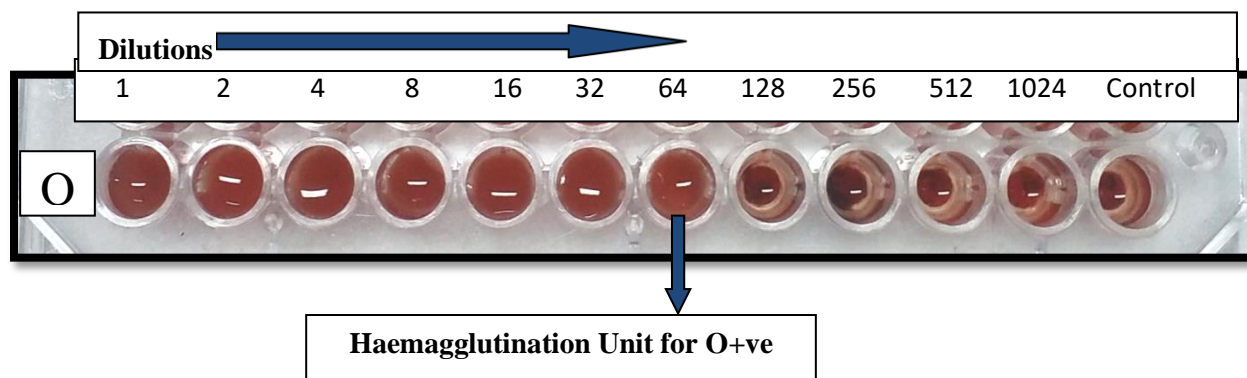 Dilutions
1 2 4 8 16 32 64 128 256 512 1024 Control
O
Haemagglutination Unit for O+ve